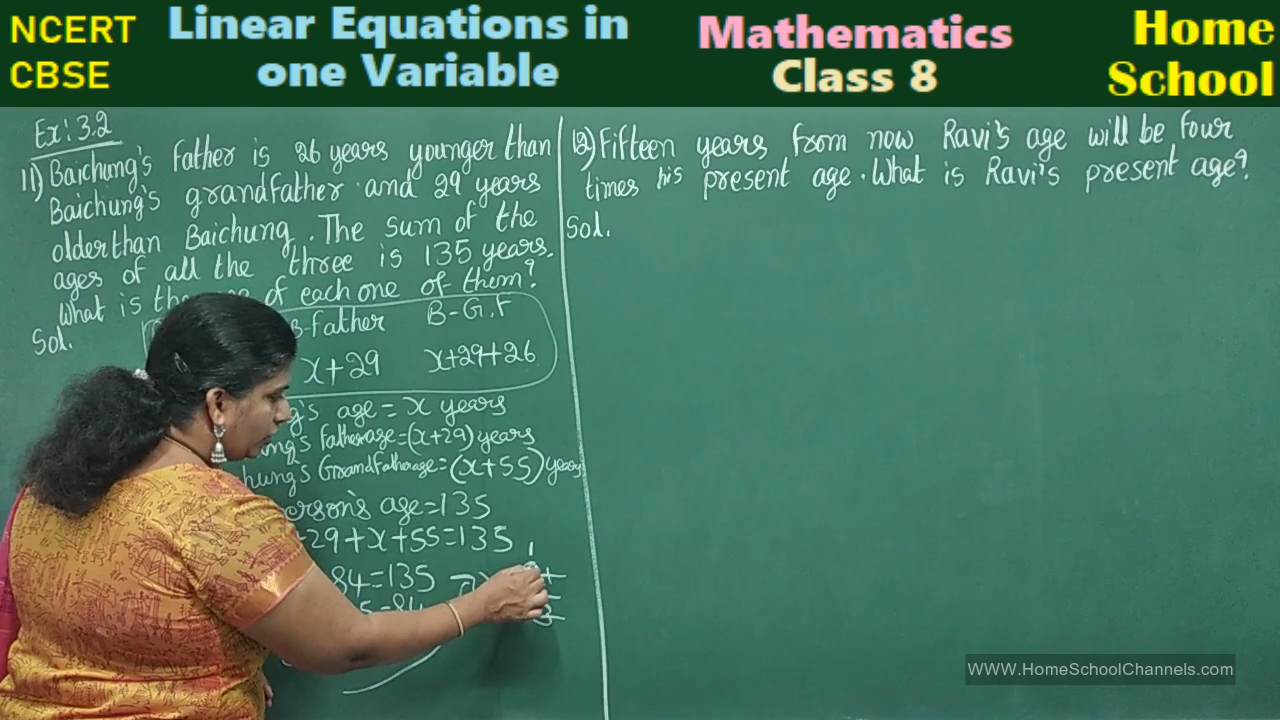 NCERT
CBSE
Linear Equations in
one Variable
Mathematics
Class 8
Home
School
Ex: 3.2
11) Baichung's father is 26 years younger than
Baichung's grandfather and 29 years
older than Baichung. The sum of the
ages of all the three is 135 years.
What is the of each one of them?
Sol.
B-Father B-G.F
x+29 x+29+26
age = x years
Father age=(x+29) years
Grandfather age=(x+55) years
age=135
29+x+55=135
84=135
12) Fifteen years from now Ravi's age will be four
times his present age. What is Ravi's present age?
Sol.
WWW.HomeSchoolChannels.com